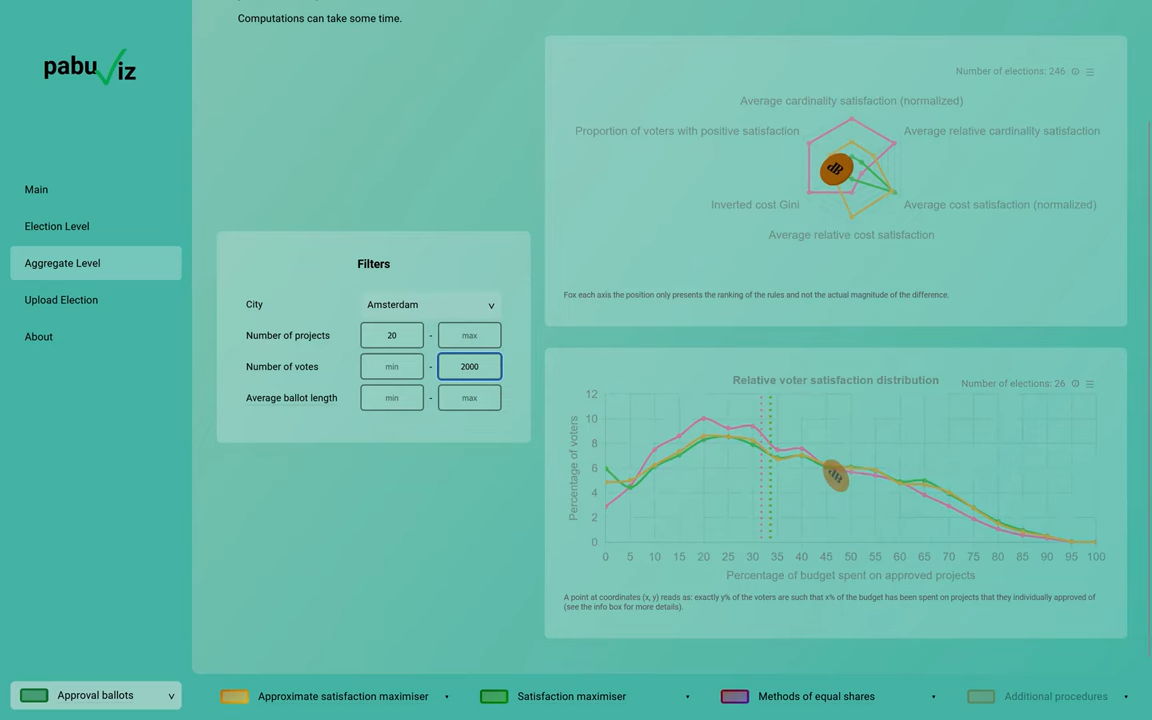 Computations can take some time.
pabuviz
Main
Election Level
Aggregate Level
Upload Election
About
Approval ballots
v
Filters
City
Amsterdam
v
Number of projects
20
-
max
Number of votes
min
-
2000
Average ballot length
min
-
max
Number of elections: 246
Average cardinality satisfaction (normalized)
Proportion of voters with positive satisfaction
Average relative cardinality satisfaction
Inverted cost Gini
Average cost satisfaction (normalized)
Average relative cost satisfaction
Fox each axis the position only presents the ranking of the rules and not the actual magnitude of the difference.
Relative voter satisfaction distribution
Number of elections: 26
Percentage of voters
12
10
8
6
4
2
0
0 5 10 15 20 25 30 35 40 45 50 55 60 65 70 75 80 85 90 95 100
Percentage of budget spent on approved projects
A point at coordinates (x, y) reads as: exactly y% of the voters are such that x% of the budget has been spent on projects that they individually approved of
(see the info box for more details).
Approximate satisfaction maximiser
Satisfaction maximiser
Methods of equal shares
Additional procedures